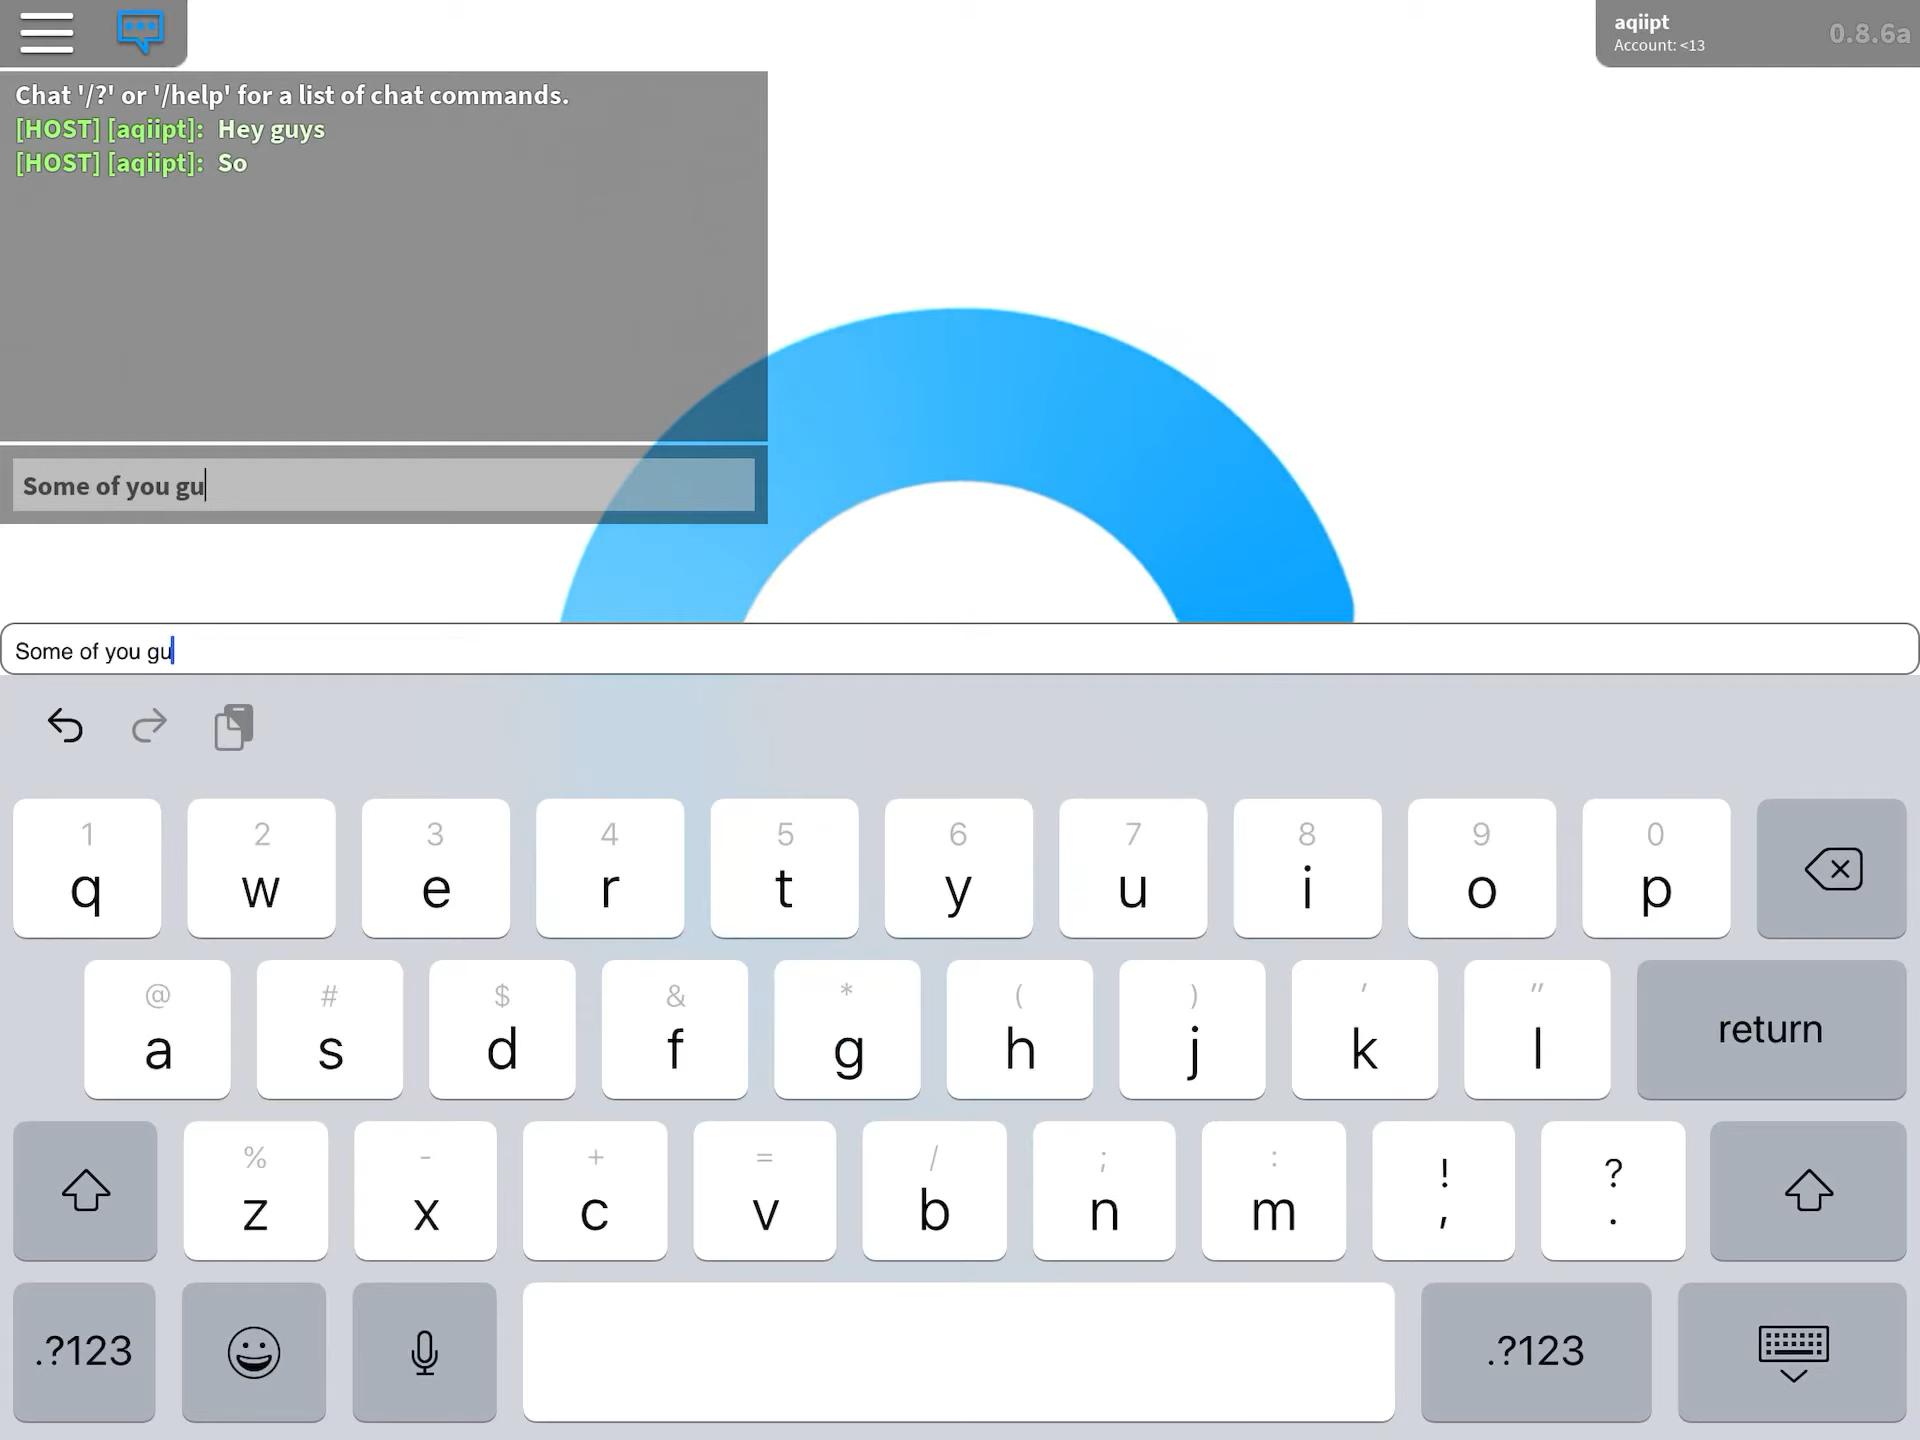 aqiipt
Account: <13
0.8.6a
Chat '/?' or '/help' for a list of chat commands.
[HOST] [aqiipt]: Hey guys
[HOST] [aqiipt]: So
Some of you gu
Some of you gu
1 2 3 4 5 6 7 8 9 0
q w e r t y u i o p
@ # $ & * ( ) ' "
a s d f g h j k l return
% - + = / ; : ! ?
z x c v b n m , .
.?123 .?123